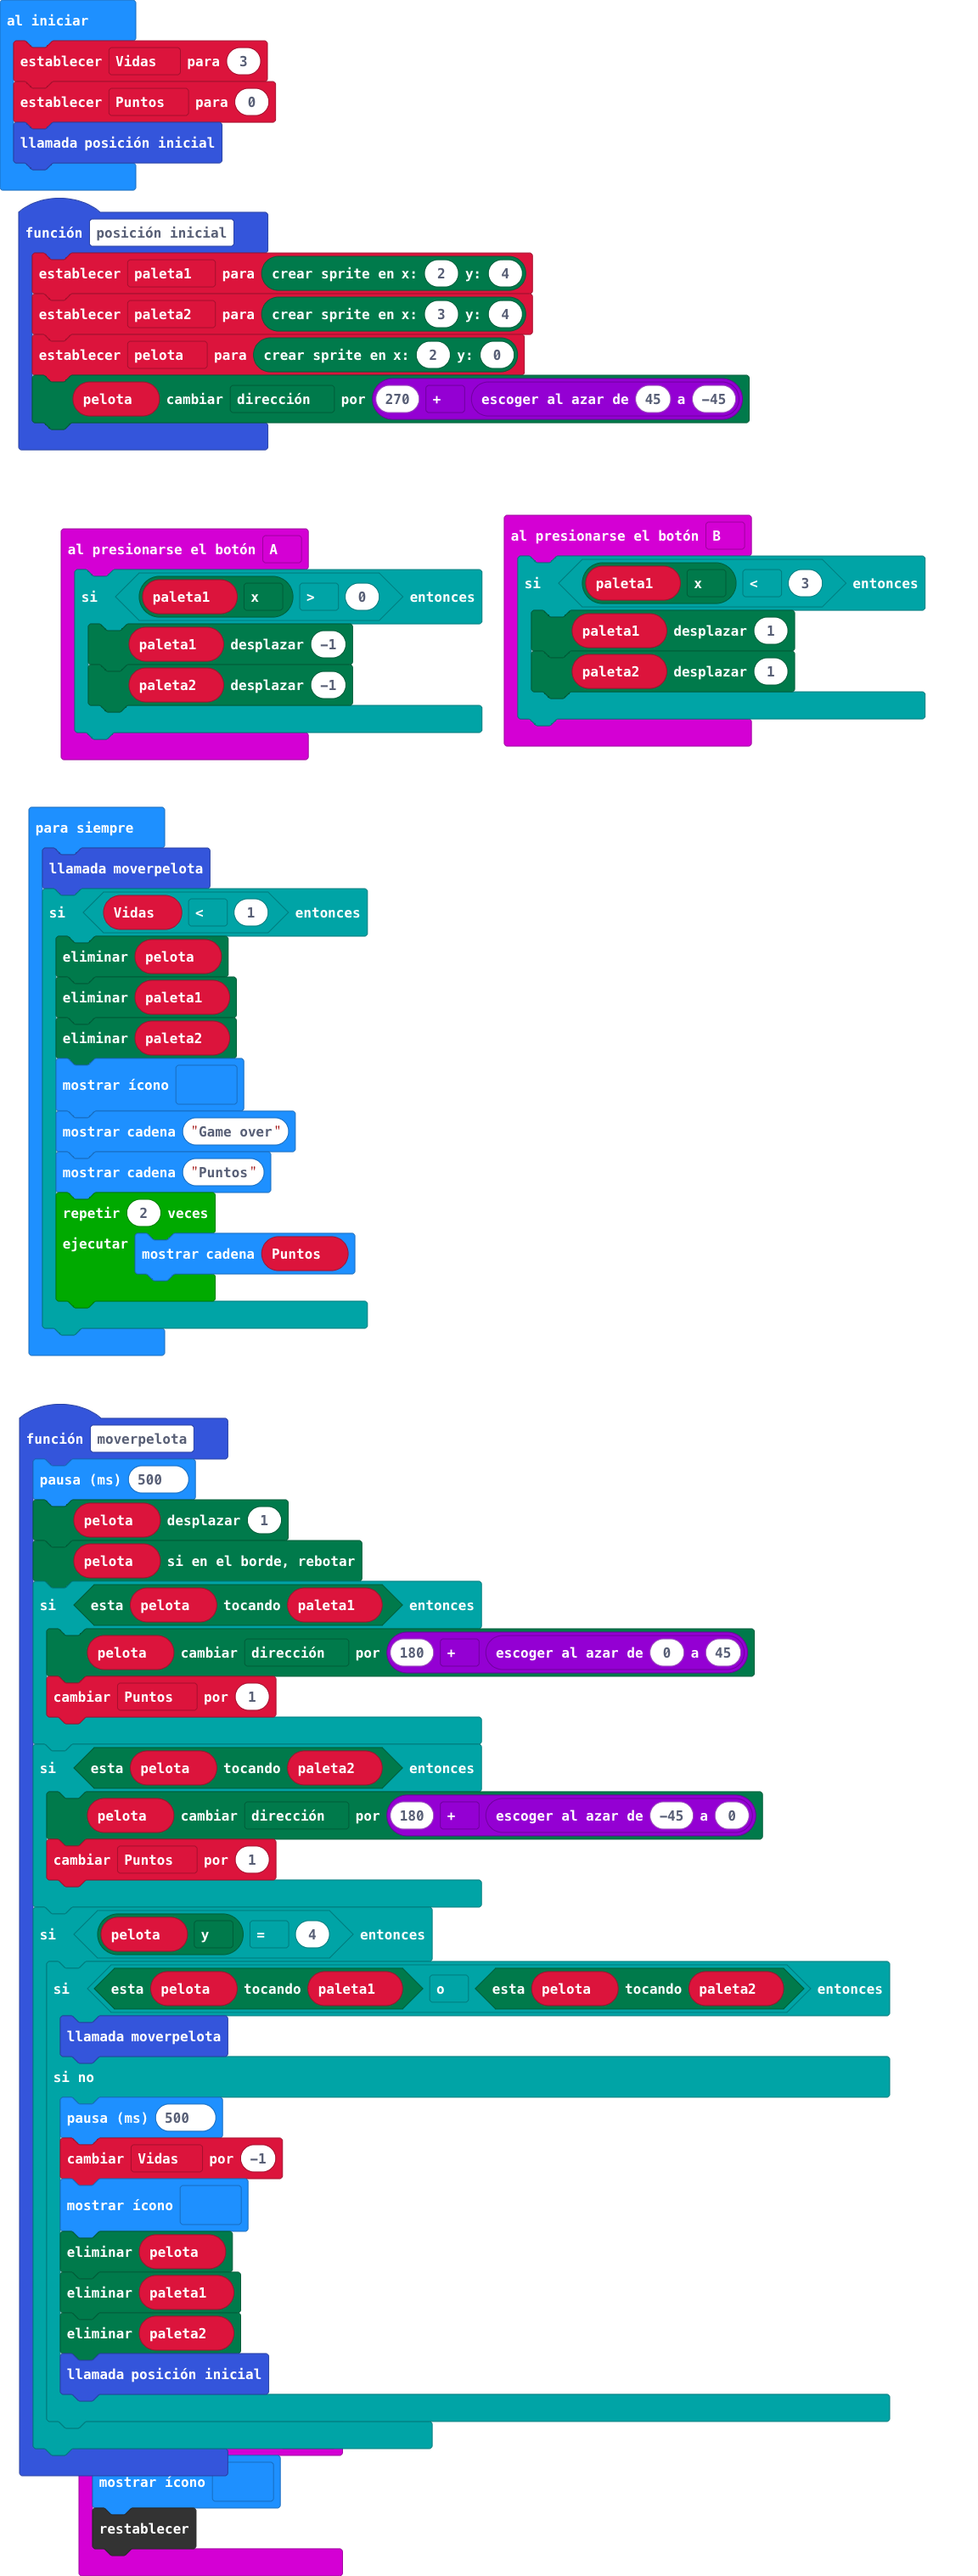 al iniciar
establecer Vidas para 3
establecer Puntos para 0
llamada posición inicial
función posición inicial
establecer paleta1 para crear sprite en x: 2 y: 4
establecer paleta2 para crear sprite en x: 3 y: 4
establecer pelota para crear sprite en x: 2 y: 0
pelota cambiar dirección por 270 + escoger al azar de 45 a -45
al presionarse el botón A
si paleta1 x > 0 entonces
paleta1 desplazar -1
paleta2 desplazar -1
al presionarse el botón B
si paleta1 x < 3 entonces
paleta1 desplazar 1
paleta2 desplazar 1
para siempre
llamada moverpelota
si Vidas < 1 entonces
eliminar pelota
eliminar paleta1
eliminar paleta2
mostrar ícono
mostrar cadena "Game over"
mostrar cadena "Puntos"
repetir 2 veces
ejecutar mostrar cadena Puntos
función moverpelota
pausa (ms) 500
pelota desplazar 1
pelota si en el borde, rebotar
si esta pelota tocando paleta1 entonces
pelota cambiar dirección por 180 + escoger al azar de 0 a 45
cambiar Puntos por 1
si esta pelota tocando paleta2 entonces
pelota cambiar dirección por 180 + escoger al azar de -45 a 0
cambiar Puntos por 1
si pelota y = 4 entonces
si esta pelota tocando paleta1 o esta pelota tocando paleta2 entonces
llamada moverpelota
si no
pausa (ms) 500
cambiar Vidas por -1
mostrar ícono
eliminar pelota
eliminar paleta1
eliminar paleta2
llamada posición inicial
mostrar ícono
restablecer